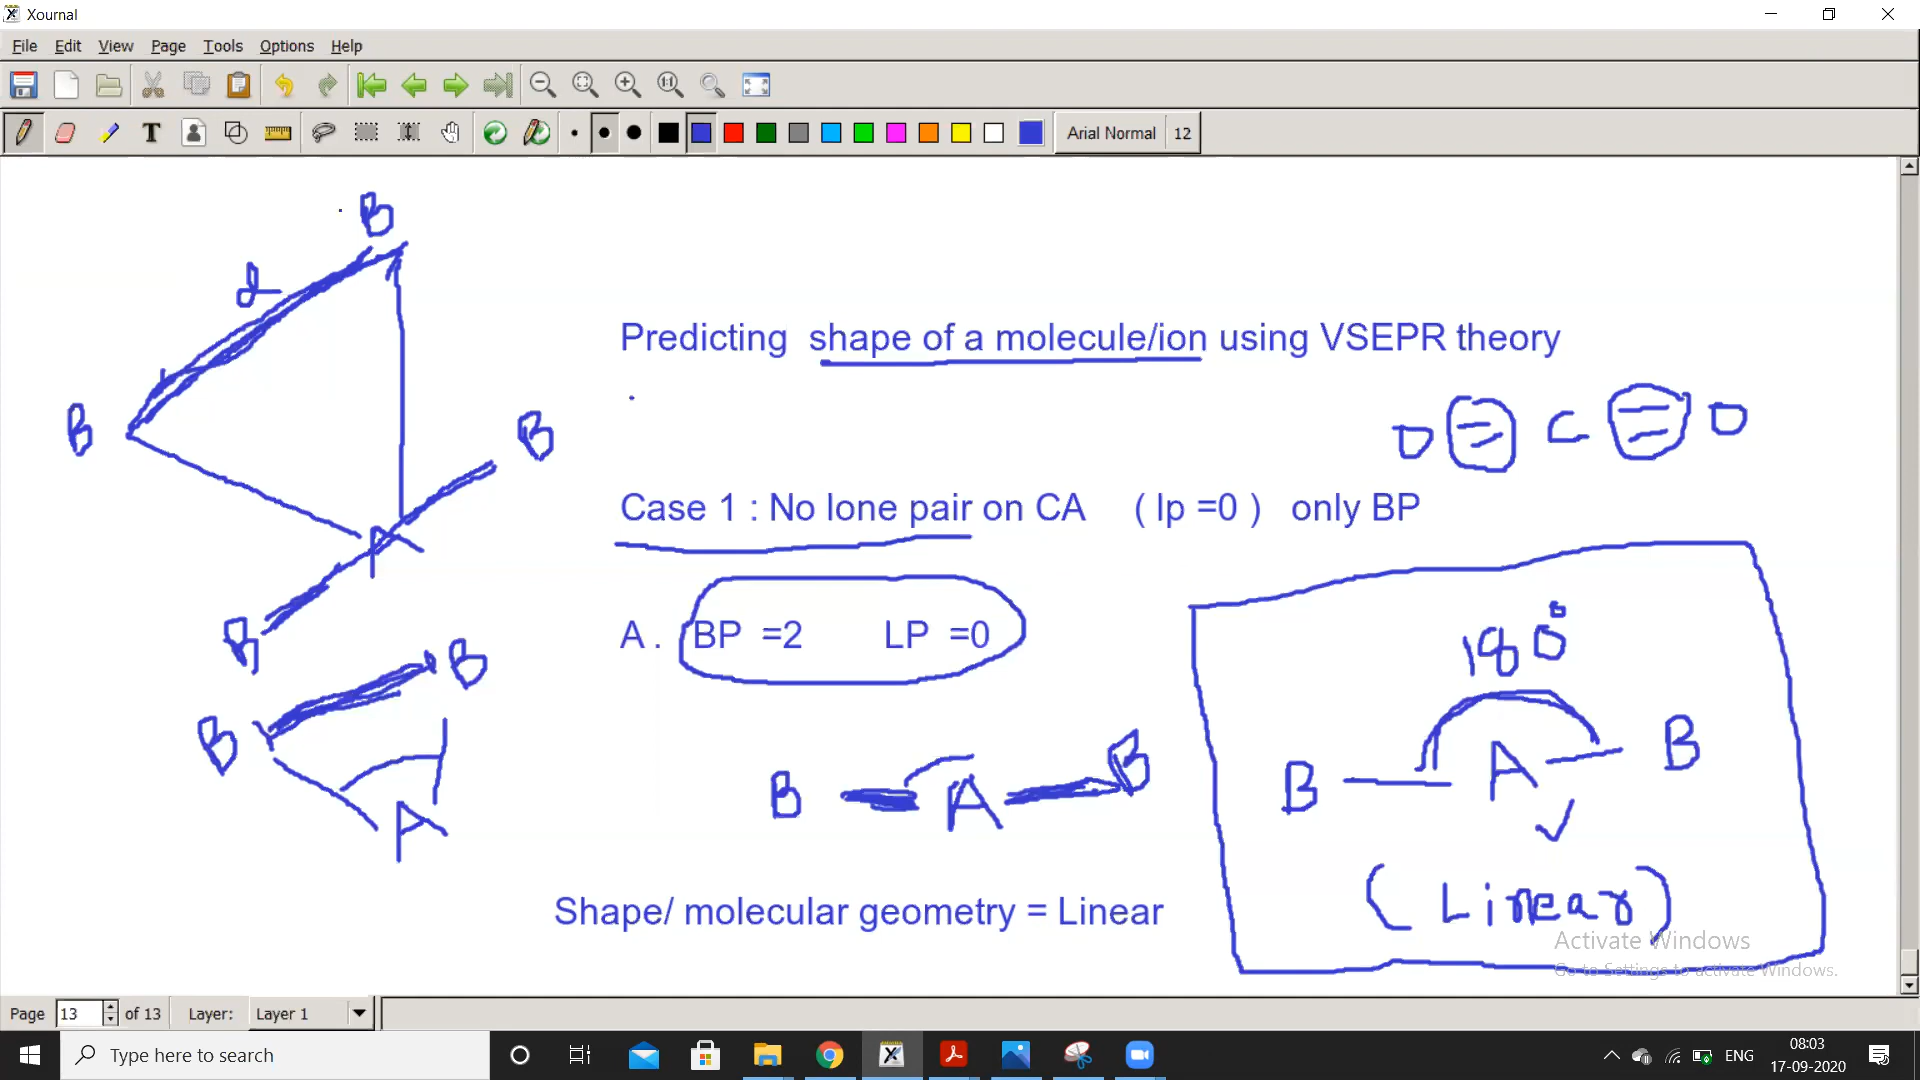 Xournal
File Edit View Page Tools Options Help
Arial Normal 12
B
2
Predicting shape of a molecule/ion using VSEPR theory
B
B
O = C = O
Case 1 : No lone pair on CA ( lp =0 ) only BP
A
B
A . BP =2 LP =0
180°
B
B
A
B A B
B A B
Shape/ molecular geometry = Linear
(Linear)
Activate Windows
Go to Settings to activate Windows.
Page 13 of 13 Layer: Layer 1
Type here to search
ENG
08:03
17-09-2020